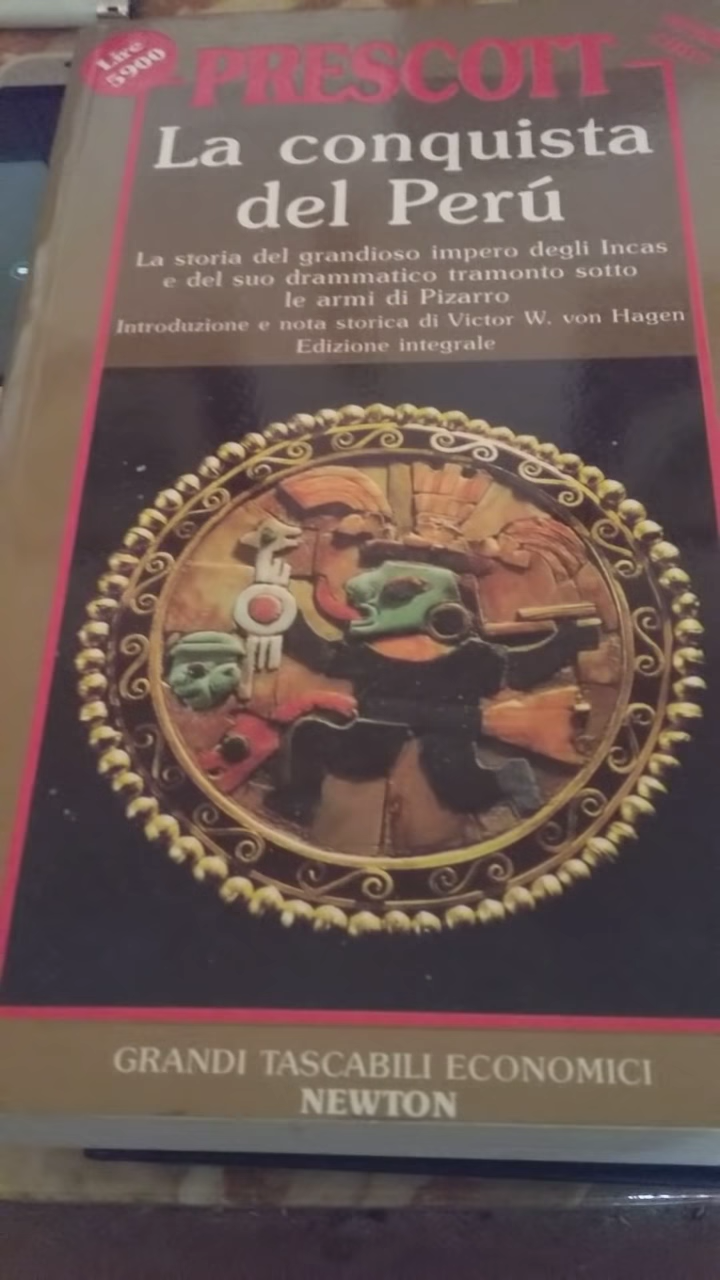 Lire
5900
PRESCOTT
La conquista
del Perú
La storia del grandioso impero degli Incas
e del suo drammatico tramonto sotto
le armi di Pizarro
Introduzione e nota storica di Victor W. von Hagen
Edizione integrale
GRANDI TASCABILI ECONOMICI
NEWTON